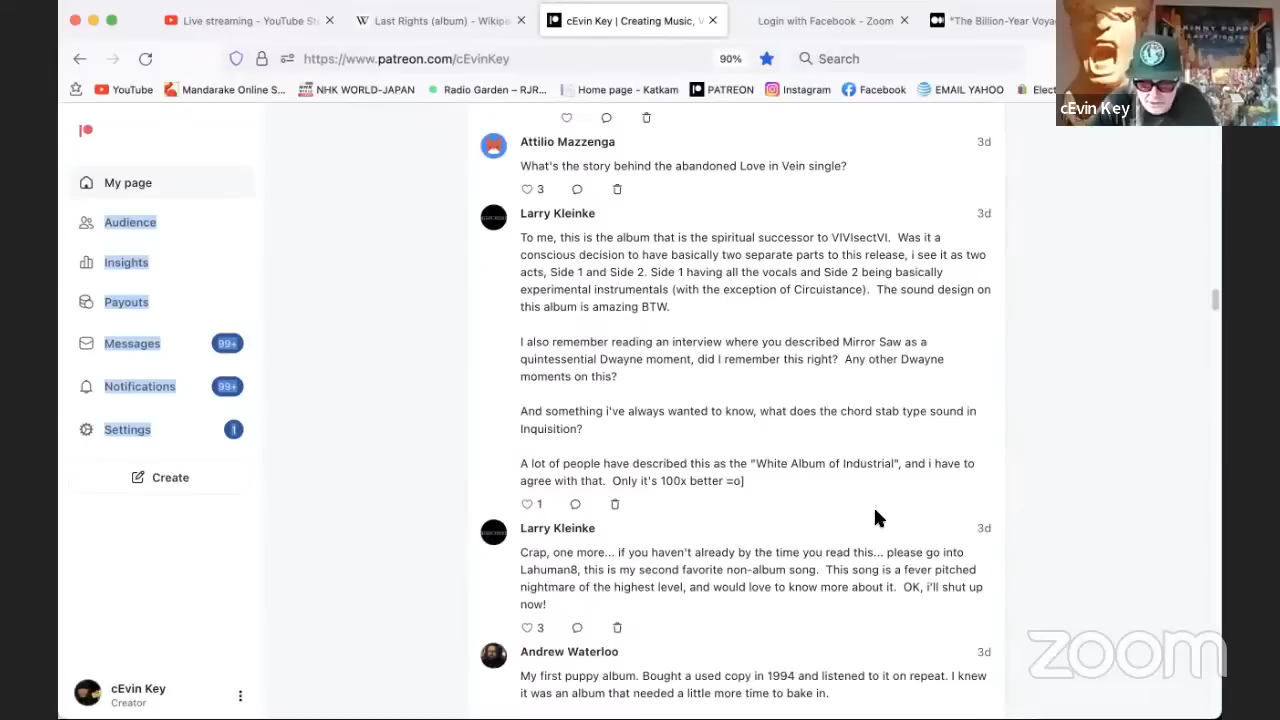 Live streaming - YouTube St
Last Rights (album) - Wikipe
cEvin Key | Creating Music, V
Login with Facebook - Zoom
"The Billion-Year Voya
https://www.patreon.com/cEvinKey
90%
Search
YouTube
Mandarake Online S...
NHK WORLD-JAPAN
Radio Garden – RJR...
Home page - Katkam
PATREON
Instagram
Facebook
EMAIL YAHOO
Elect
SKINNY PUPPY
LAST RIGHTS
cEvin Key
My page
Audience
Insights
Payouts
Messages
99+
Notifications
99+
Settings
1
Create
cEvin Key
Creator
Attilio Mazzenga
3d
What's the story behind the abandoned Love in Vein single?
3
Larry Kleinke
3d
To me, this is the album that is the spiritual successor to VIVIsectVI. Was it a
conscious decision to have basically two separate parts to this release, i see it as two
acts, Side 1 and Side 2. Side 1 having all the vocals and Side 2 being basically
experimental instrumentals (with the exception of Circuistance). The sound design on
this album is amazing BTW.
I also remember reading an interview where you described Mirror Saw as a
quintessential Dwayne moment, did I remember this right? Any other Dwayne
moments on this?
And something i've always wanted to know, what does the chord stab type sound in
Inquisition?
A lot of people have described this as the "White Album of Industrial", and i have to
agree with that. Only it's 100x better =o]
1
Larry Kleinke
3d
Crap, one more... if you haven't already by the time you read this... please go into
Lahuman8, this is my second favorite non-album song. This song is a fever pitched
nightmare of the highest level, and would love to know more about it. OK, i'll shut up
now!
3
Andrew Waterloo
3d
My first puppy album. Bought a used copy in 1994 and listened to it on repeat. I knew
it was an album that needed a little more time to bake in.
zoom